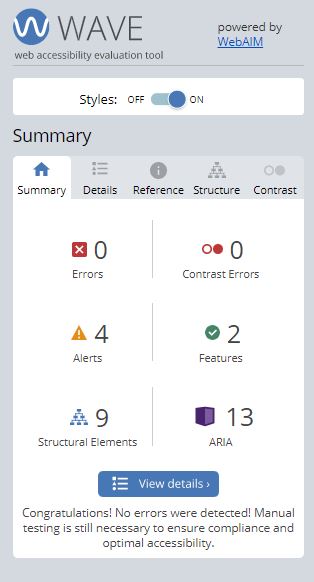 WAVE
web accessibility evaluation tool
powered by
WebAIM
Styles: OFF ON
Summary
Summary Details Reference Structure Contrast
0 0
Errors Contrast Errors
4 2
Alerts Features
9 13
Structural Elements ARIA
View details ›
Congratulations! No errors were detected! Manual
testing is still necessary to ensure compliance and
optimal accessibility.